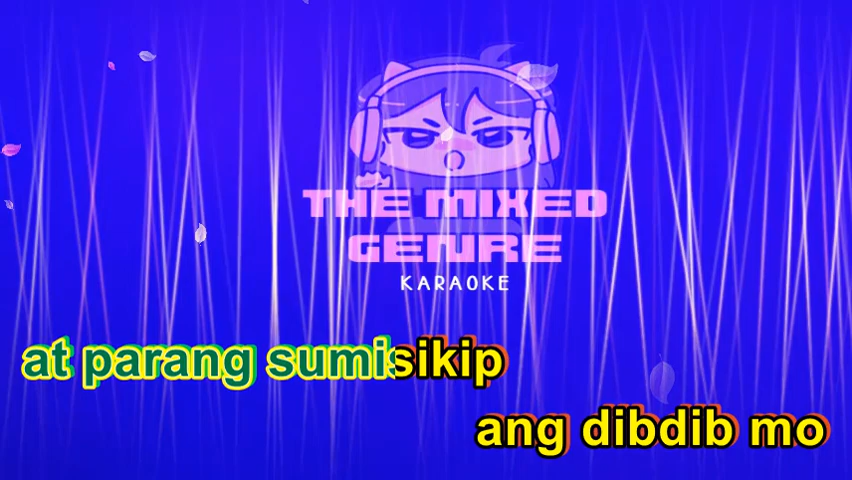 THE MIXED
GENRE
KARAOKE
at parang sumisikip
ang dibdib mo